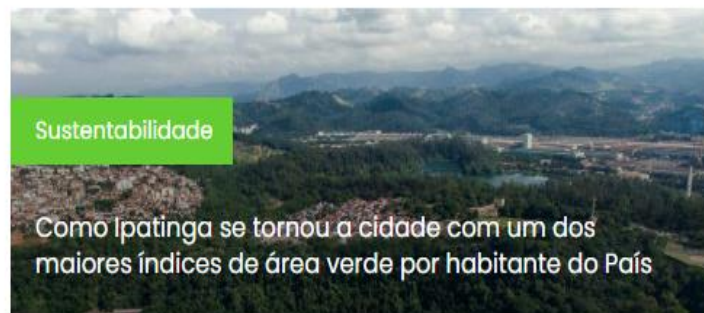 Sustentabilidade
Como Ipatinga se tornou a cidade com um dos
maiores índices de área verde por habitante do País